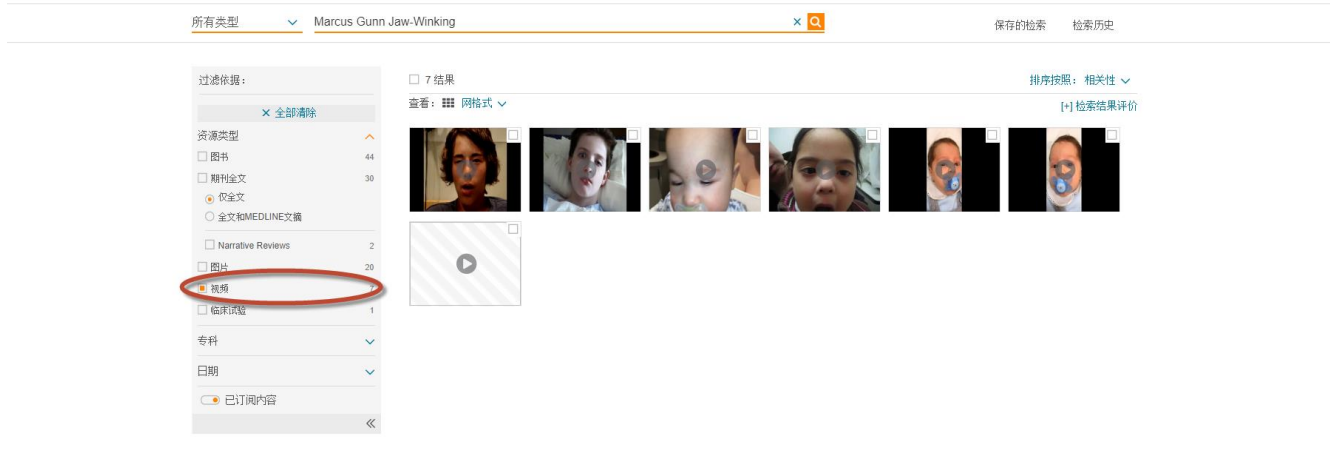 所有类型 Marcus Gunn Jaw-Winking 保存的检索 检索历史
过滤依据：
× 全部清除
资源类型
图书 44
期刊全文 30
仅全文
全文和MEDLINE文摘
Narrative Reviews 2
图片 20
视频 7
临床试验 1
专科
日期
已订阅内容
7 结果 排序按照： 相关性
查看： 网格式 [+] 检索结果评价